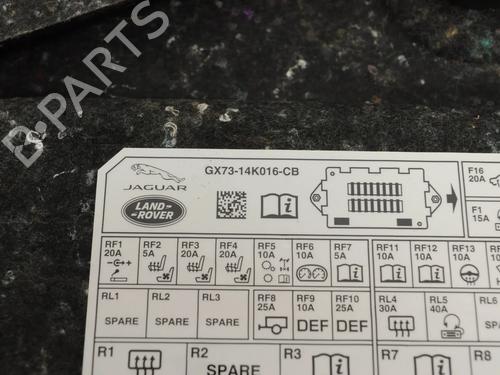 B-PARTS
GX73-14K016-CB
JAGUAR
LAND-
ROVER
F16
20A
F1
15A
RF1 RF2 RF3 RF4 RF5 RF6 RF7 RF11 RF12 RF13
20A 5A 20A 20A 10A 10A 5A 10A 10A 10A
RL1 RL2 RL3 RF8 RF9 RF10 RL4 RL5
25A 10A 25A 30A 40A
SPARE SPARE SPARE DEF DEF
R1 R2 R3 R7 R8
SPARE